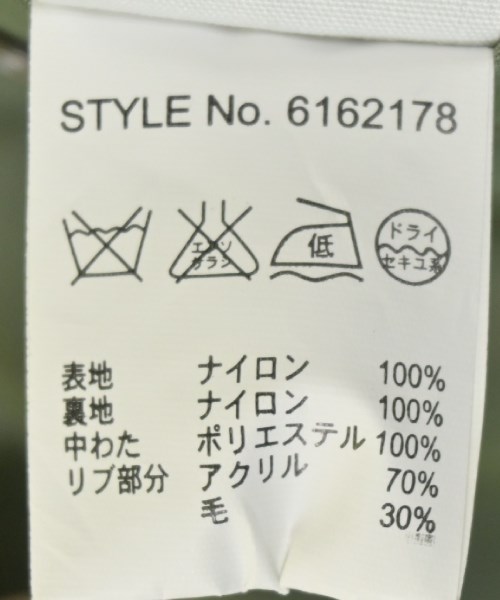 STYLE No. 6162178
エンソ
サラシ
低
ドライ
セキユ系
表地 ナイロン 100%
裏地 ナイロン 100%
中わた ポリエステル 100%
リブ部分 アクリル 70%
毛 30%